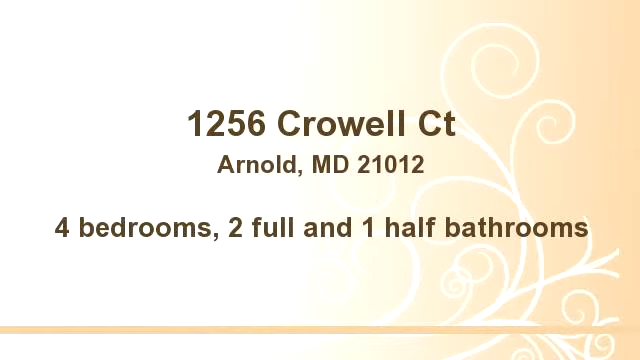 1256 Crowell Ct
Arnold, MD 21012
4 bedrooms, 2 full and 1 half bathrooms